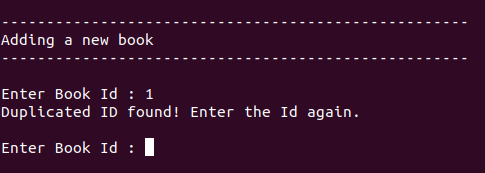 ----------------------------------------------------
Adding a new book
----------------------------------------------------
Enter Book Id : 1
Duplicated ID found! Enter the Id again.
Enter Book Id :